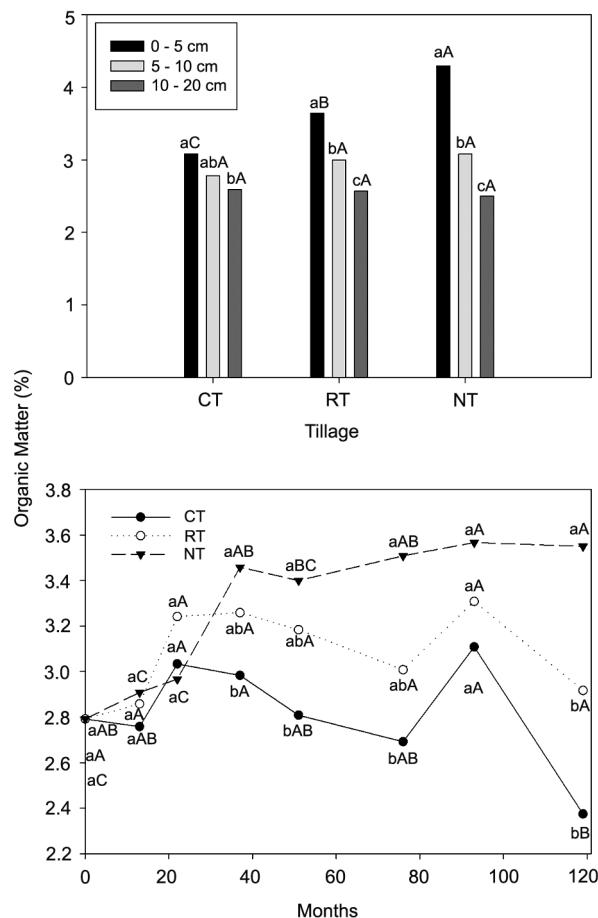 5
0 - 5 cm
5 - 10 cm
10 - 20 cm
aA
4
aB
3
aC
abA
bA
bA
cA
bA
cA
2
1
0
CT
RT
NT
Tillage
Organic Matter (%)
3.8
CT
RT
NT
3.6
aAB
aBC
aA
aA
3.4
aA
aA
3.2
abA
abA
3.0
aA
bA
abA
aA
bA
aC
aC
2.8
aA
aAB
aAB
aA
aC
bAB
bAB
2.6
2.4
bB
2.2
0
20
40
60
80
100
120
Months